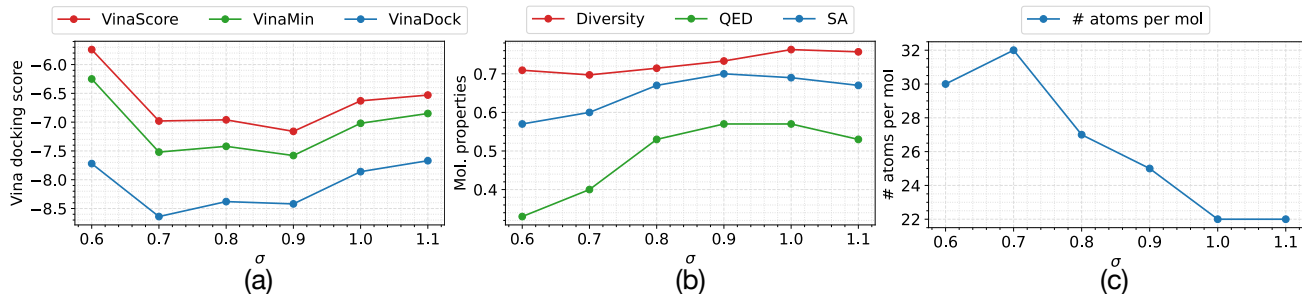 VinaScore VinaMin VinaDock
Vina docking score
−6.0
−6.5
−7.0
−7.5
−8.0
−8.5
0.6 0.7 0.8 0.9 1.0 1.1
σ
(a)
Diversity QED SA
Mol. properties
0.7
0.6
0.5
0.4
0.6 0.7 0.8 0.9 1.0 1.1
σ
(b)
# atoms per mol
# atoms per mol
32
30
28
26
24
22
0.6 0.7 0.8 0.9 1.0 1.1
σ
(c)